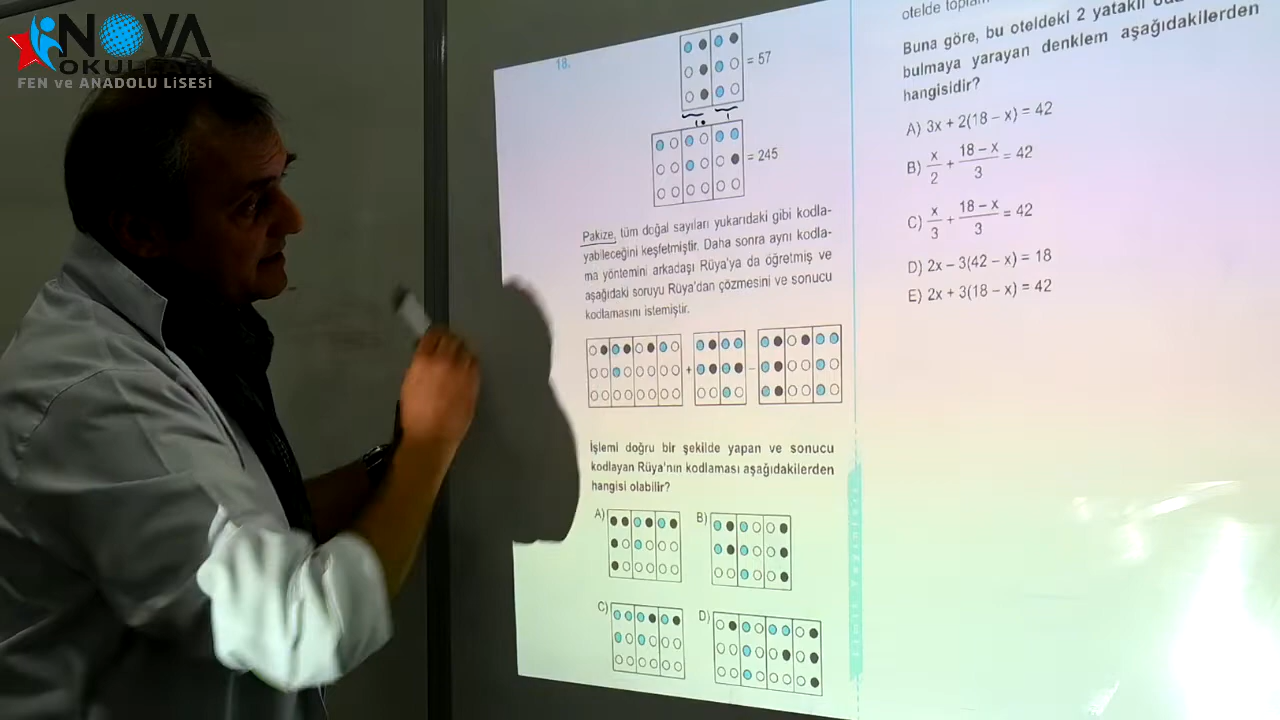 NOVA
OKULLARI
FEN ve ANADOLU LİSESİ
18.
= 57
= 245
Pakize, tüm doğal sayıları yukarıdaki gibi kodla-
yabileceğini keşfetmiştir. Daha sonra aynı kodla-
ma yöntemini arkadaşı Rüya'ya da öğretmiş ve
aşağıdaki soruyu Rüya'dan çözmesini ve sonucu
kodlamasını istemiştir.
+ −
İşlemi doğru bir şekilde yapan ve sonucu
kodlayan Rüya'nın kodlaması aşağıdakilerden
hangisi olabilir?
A) B)
C) D)
otelde
Buna göre, bu oteldeki 2 yataklı
bulmaya yarayan denklem aşağıdakilerden
hangisidir?
A) 3x + 2(18 – x) = 42
B) x/2 + (18 – x)/3 = 42
C) x/3 + (18 – x)/3 = 42
D) 2x – 3(42 – x) = 18
E) 2x + 3(18 – x) = 42